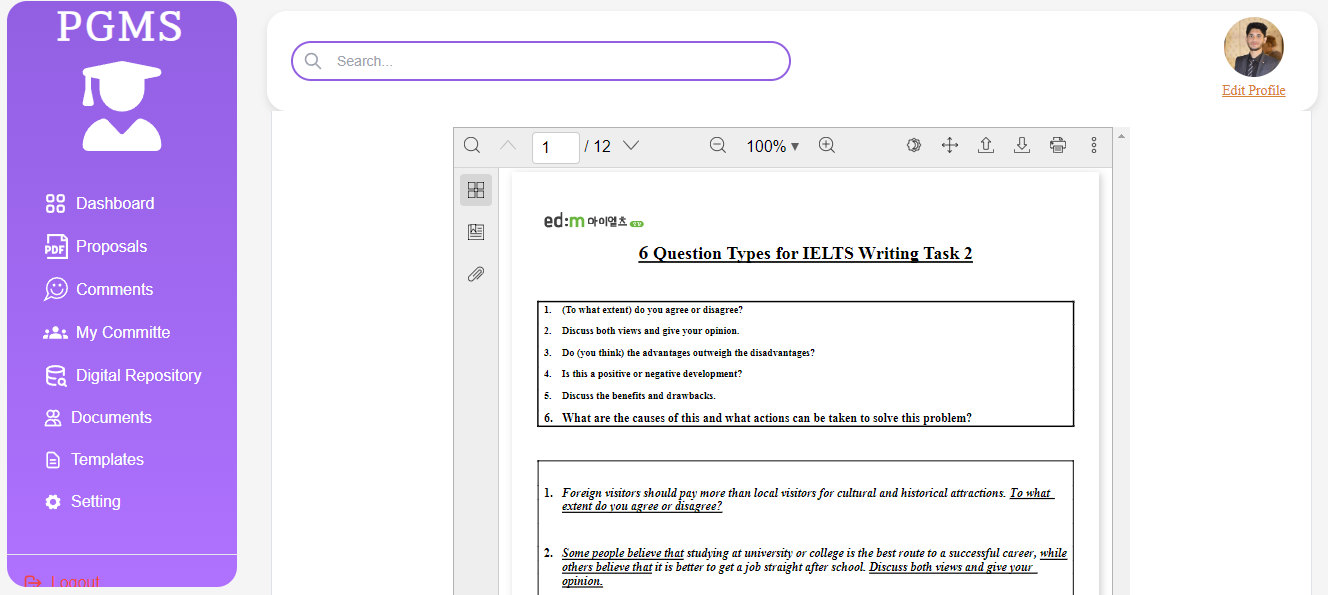 PGMS
Dashboard
PDF Proposals
Comments
My Committe
Digital Repository
Documents
Templates
Setting
Logout
Search...
Edit Profile
1 / 12
100%
ed:m 아이엘츠
6 Question Types for IELTS Writing Task 2
1. (To what extent) do you agree or disagree?
2. Discuss both views and give your opinion.
3. Do (you think) the advantages outweigh the disadvantages?
4. Is this a positive or negative development?
5. Discuss the benefits and drawbacks.
6. What are the causes of this and what actions can be taken to solve this problem?
1. Foreign visitors should pay more than local visitors for cultural and historical attractions. To what
extent do you agree or disagree?
2. Some people believe that studying at university or college is the best route to a successful career, while
others believe that it is better to get a job straight after school. Discuss both views and give your
opinion.